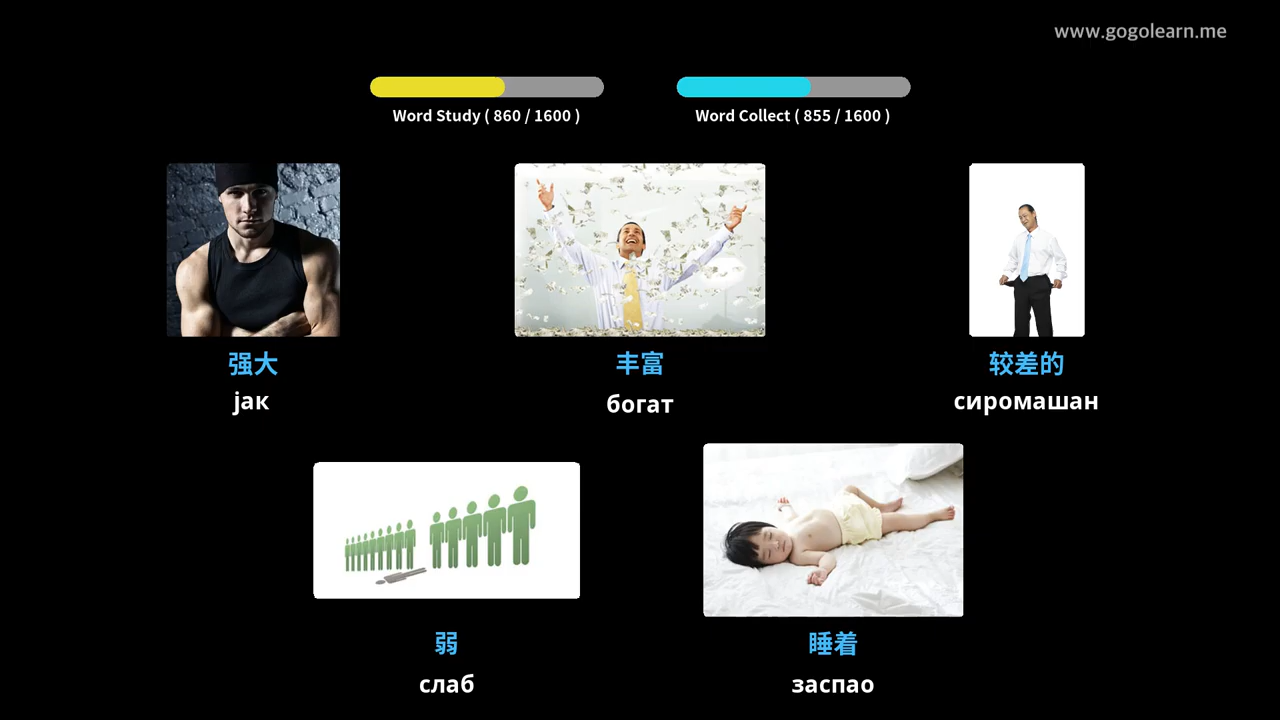 www.gogolearn.me
Word Study ( 860 / 1600 )
Word Collect ( 855 / 1600 )
强大
јак
丰富
богат
较差的
сиромашан
弱
слаб
睡着
заспао